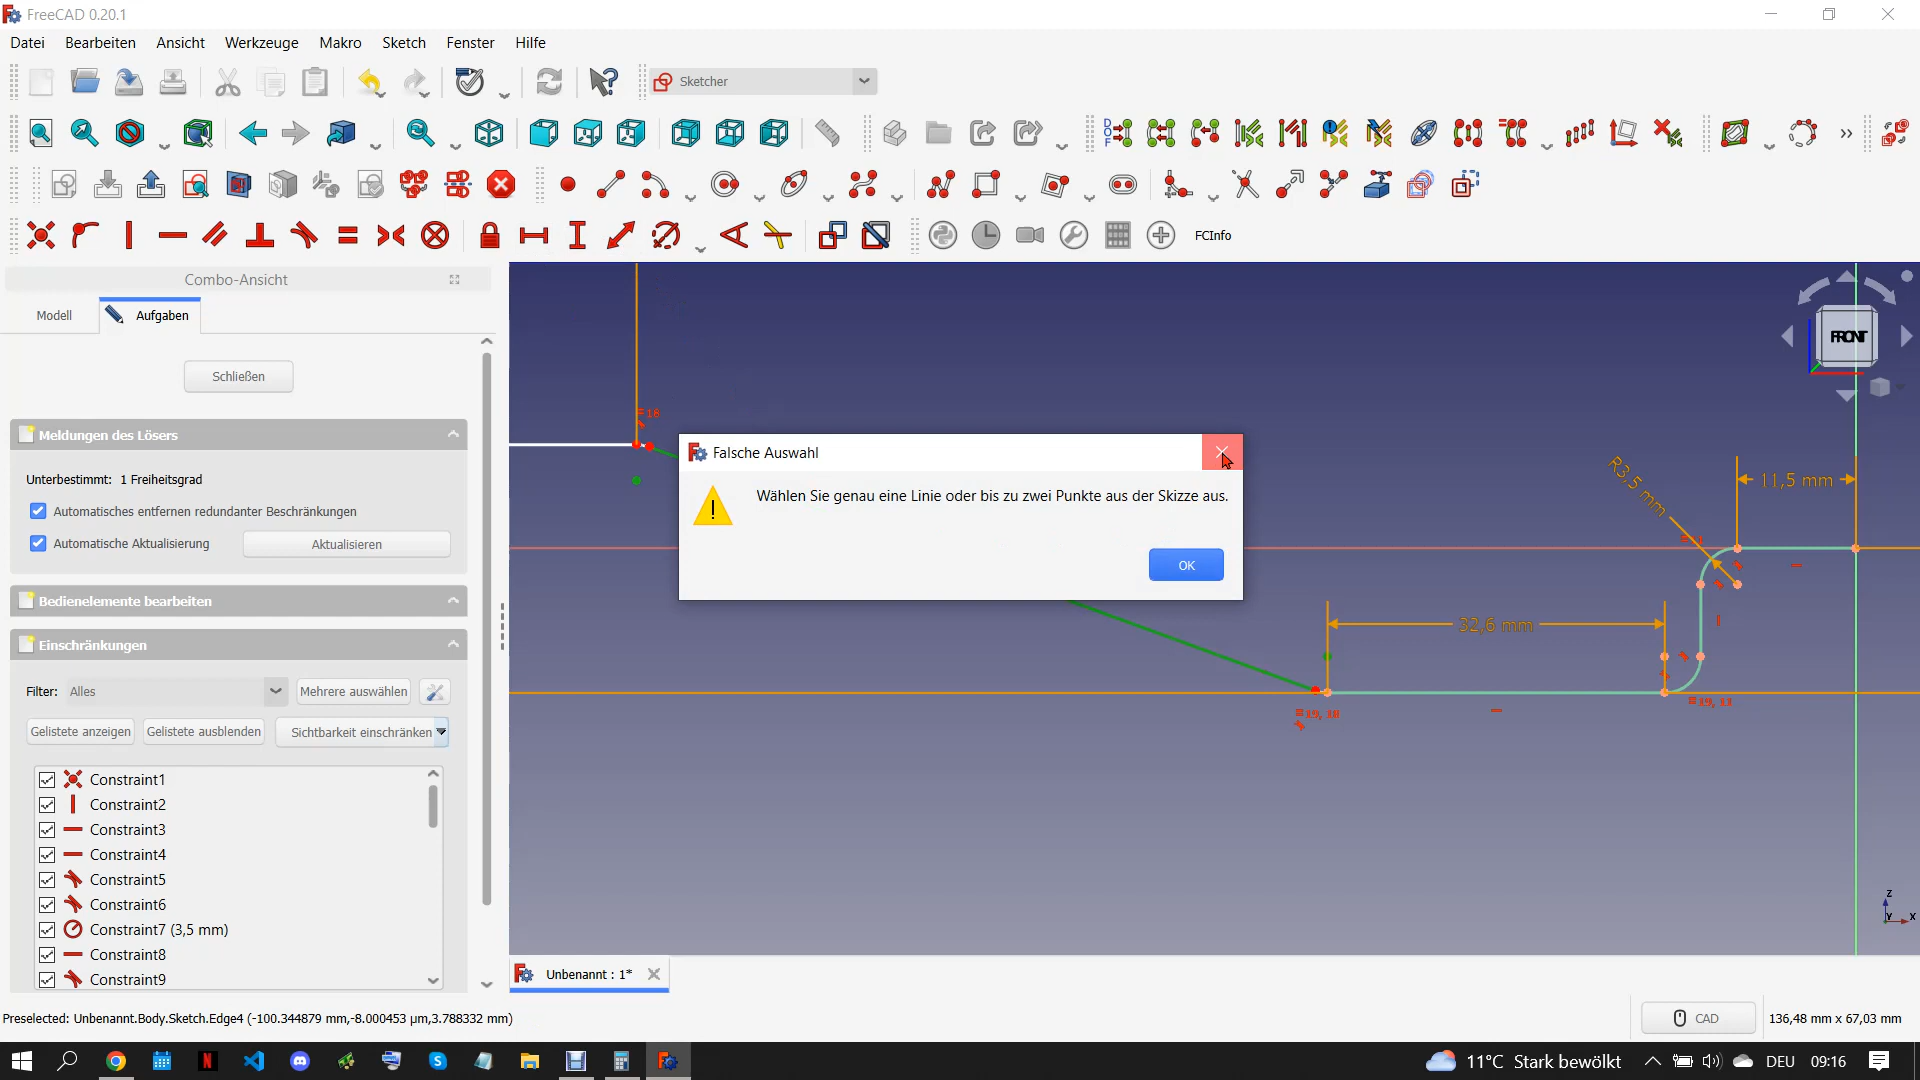 FreeCAD 0.20.1
Datei Bearbeiten Ansicht Werkzeuge Makro Sketch Fenster Hilfe
Sketcher
FCInfo
Combo-Ansicht
Modell Aufgaben
Schließen
Meldungen des Lösers
Unterbestimmt: 1 Freiheitsgrad
Automatisches entfernen redundanter Beschränkungen
Automatische Aktualisierung Aktualisieren
Bedienelemente bearbeiten
Einschränkungen
Filter: Alles Mehrere auswählen
Gelistete anzeigen Gelistete ausblenden Sichtbarkeit einschränken
Constraint1
Constraint2
Constraint3
Constraint4
Constraint5
Constraint6
Constraint7 (3,5 mm)
Constraint8
Constraint9
FRONT
Falsche Auswahl
Wählen Sie genau eine Linie oder bis zu zwei Punkte aus der Skizze aus.
OK
R3,5 mm
11,5 mm
32,6 mm
Z
Y X
Unbenannt : 1*
Preselected: Unbenannt.Body.Sketch.Edge4 (-100.344879 mm,-8.000453 µm,3.788332 mm)
CAD
136,48 mm x 67,03 mm
11°C Stark bewölkt
DEU
09:16